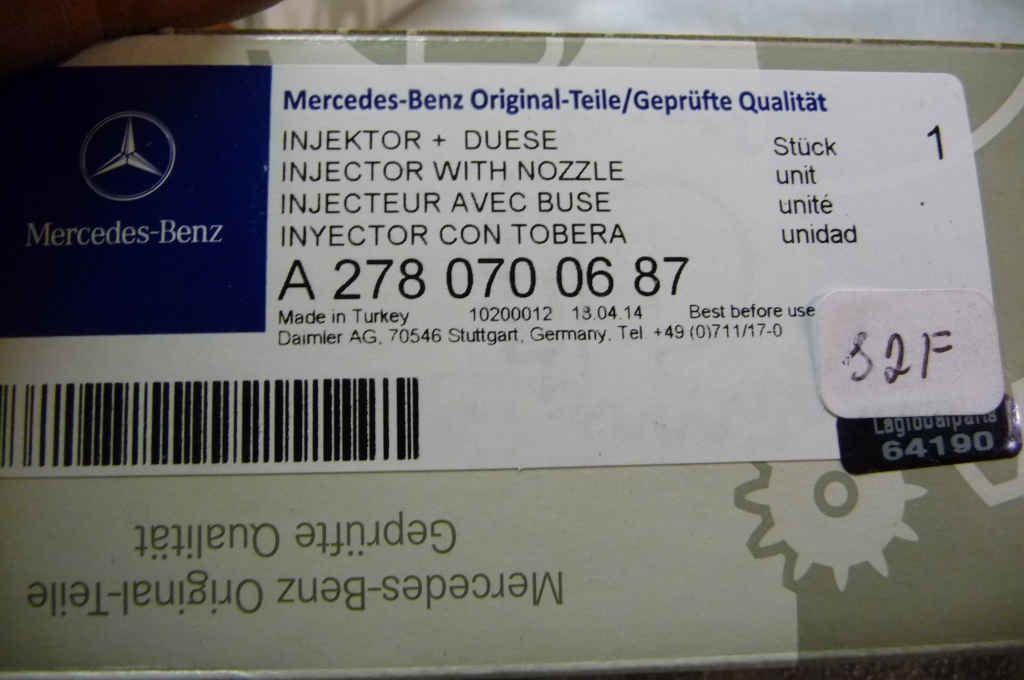 Mercedes-Benz Original-Teile/Geprüfte Qualität
INJEKTOR + DUESE Stück 1
INJECTOR WITH NOZZLE unit
INJECTEUR AVEC BUSE unité
INYECTOR CON TOBERA unidad
Mercedes-Benz
A 278 070 06 87
Made in Turkey 10200012 13.04.14 Best before use
Daimler AG, 70546 Stuttgart, Germany. Tel. +49 (0)711/17-0
S2F
Laglobalparts
64190
Mercedes-Benz Original-Teile
Geprüfte Qualität